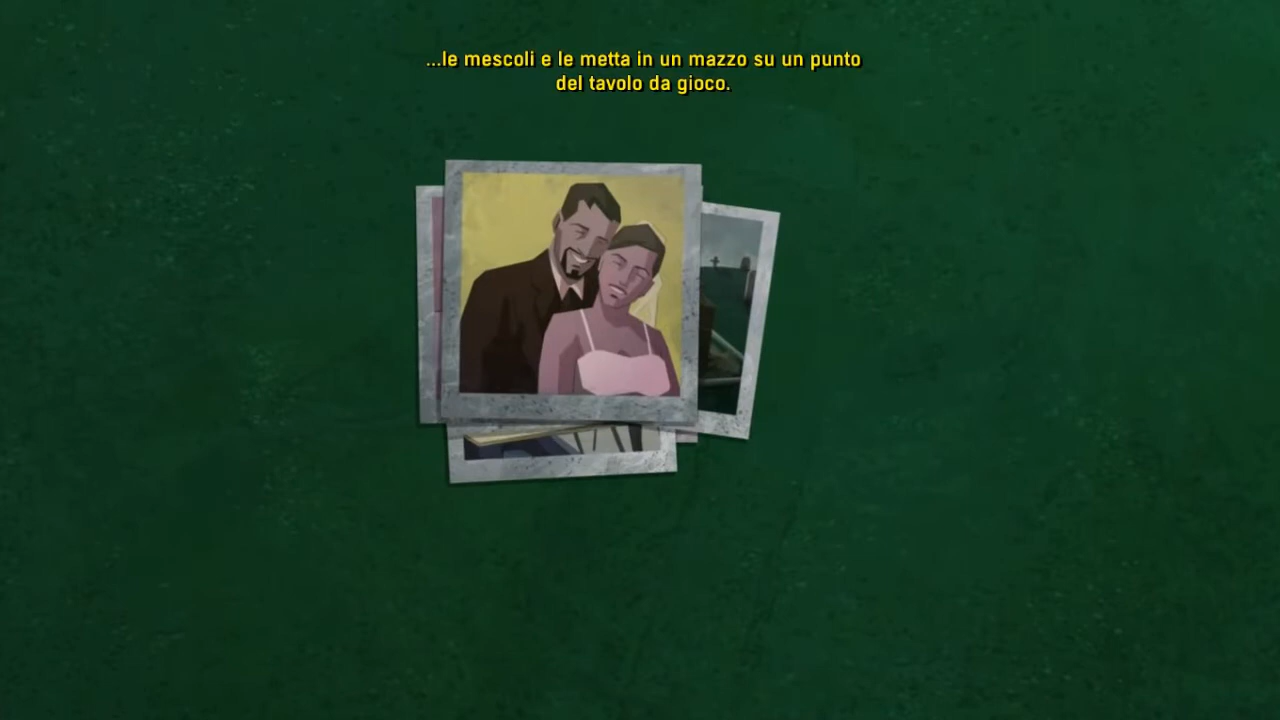 ...le mescoli e le metta in un mazzo su un punto
del tavolo da gioco.